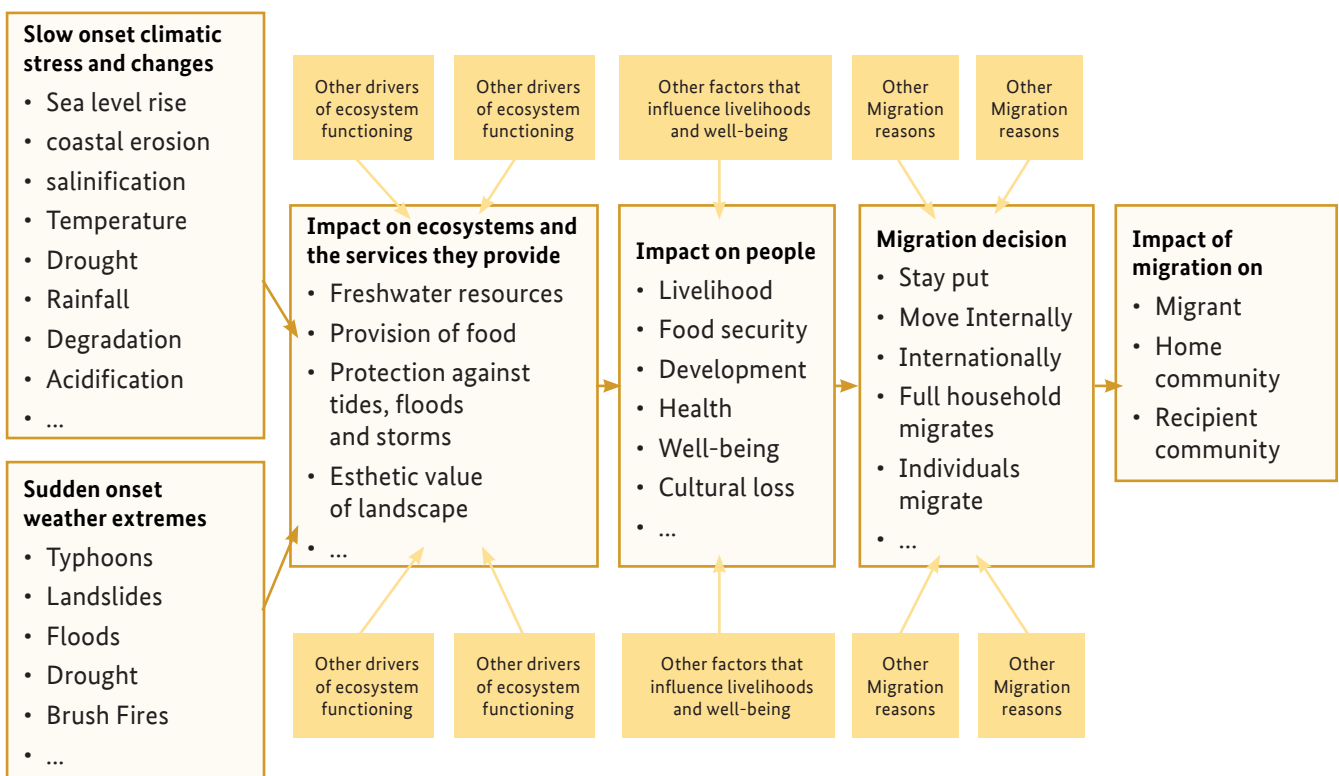 Slow onset climatic
stress and changes
• Sea level rise
• coastal erosion
• salinification
• Temperature
• Drought
• Rainfall
• Degradation
• Acidification
• ...
Sudden onset
weather extremes
• Typhoons
• Landslides
• Floods
• Drought
• Brush Fires
• ...
Other drivers
of ecosystem
functioning
Other drivers
of ecosystem
functioning
Impact on ecosystems and
the services they provide
• Freshwater resources
• Provision of food
• Protection against
tides, floods
and storms
• Esthetic value
of landscape
• ...
Other drivers
of ecosystem
functioning
Other drivers
of ecosystem
functioning
Other factors that
influence livelihoods
and well-being
Impact on people
• Livelihood
• Food security
• Development
• Health
• Well-being
• Cultural loss
• ...
Other factors that
influence livelihoods
and well-being
Other
Migration
reasons
Other
Migration
reasons
Migration decision
• Stay put
• Move Internally
• Internationally
• Full household
migrates
• Individuals
migrate
• ...
Other
Migration
reasons
Other
Migration
reasons
Impact of
migration on
• Migrant
• Home
community
• Recipient
community